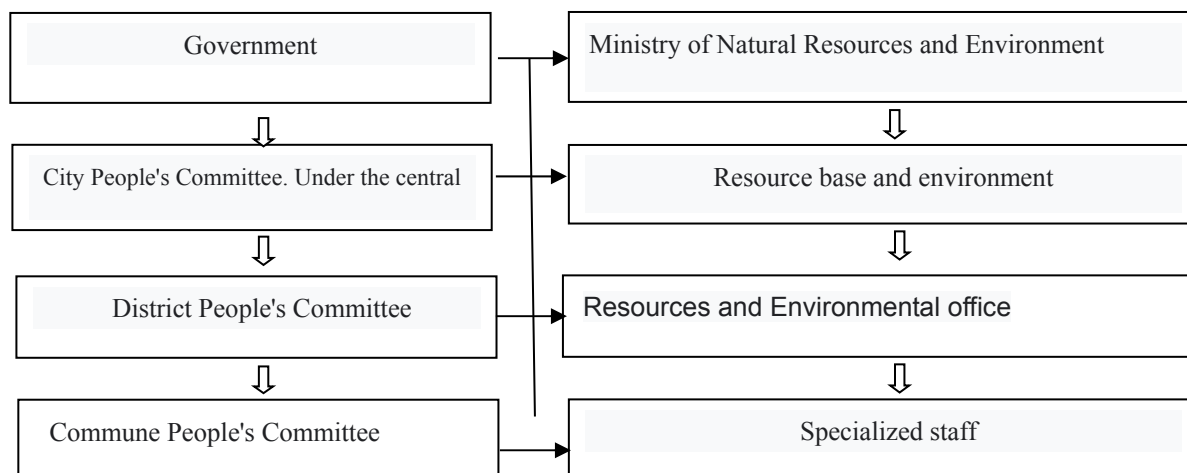 Government
Ministry of Natural Resources and Environment
City People's Committee. Under the central
Resource base and environment
District People's Committee
Resources and Environmental office
Commune People's Committee
Specialized staff